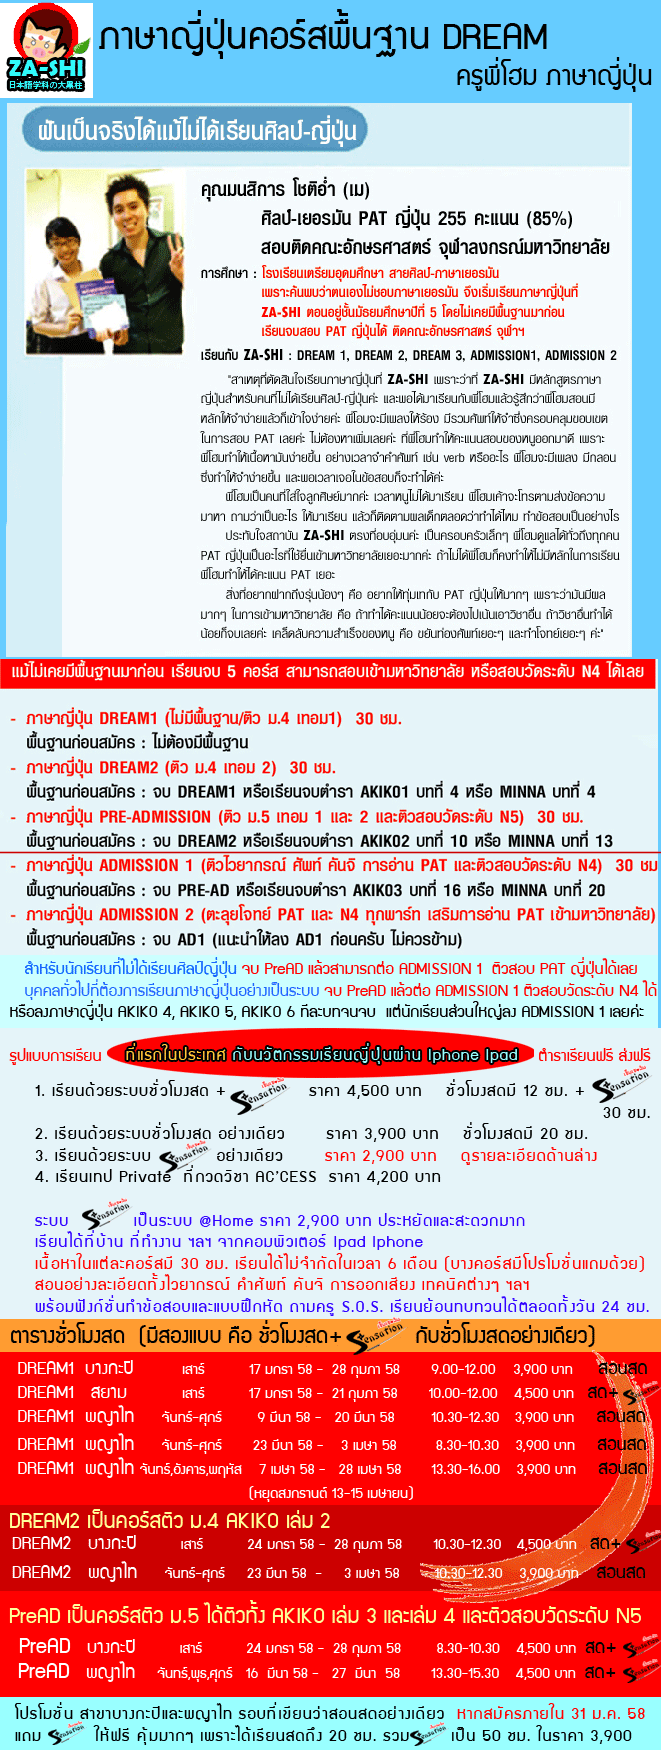 ZA-SHI
日本語学科の大黒柱
ภาษาญี่ปุ่นคอร์สพื้นฐาน DREAM
ครูพี่โฮม ภาษาญี่ปุ่น
ฝันเป็นจริงได้แม้ไม่ได้เรียนศิลป์-ญี่ปุ่น
คุณมนสิการ โชติอ่ำ (เม)
ศิลป์-เยอรมัน PAT ญี่ปุ่น 255 คะแนน (85%)
สอบติดคณะอักษรศาสตร์ จุฬาลงกรณ์มหาวิทยาลัย
การศึกษา : โรงเรียนเตรียมอุดมศึกษา สายศิลป์-ภาษาเยอรมัน
เพราะค้นพบว่าตนเองไม่ชอบภาษาเยอรมัน จึงเริ่มเรียนภาษาญี่ปุ่นที่
ZA-SHI ตอนอยู่ชั้นมัธยมศึกษาปีที่ 5 โดยไม่เคยมีพื้นฐานมาก่อน
เรียนจบสอบ PAT ญี่ปุ่นได้ ติดคณะอักษรศาสตร์ จุฬาฯ
เรียนกับ ZA-SHI : DREAM 1, DREAM 2, DREAM 3, ADMISSION1, ADMISSION 2
"สาเหตุที่ตัดสินใจเรียนภาษาญี่ปุ่นที่ ZA-SHI เพราะว่าที่ ZA-SHI มีหลักสูตรภาษา
ญี่ปุ่นสำหรับคนที่ไม่ได้เรียนศิลป์-ญี่ปุ่นค่ะ และพอได้มาเรียนกับพี่โฮมแล้วรู้สึกว่าพี่โฮมสอนมี
หลักให้จำง่ายแล้วก็เข้าใจง่ายค่ะ พี่โฮมจะมีเพลงให้ร้อง มีรวมศัพท์ให้จำซึ่งครอบคลุมขอบเขต
ในการสอบ PAT เลยค่ะ ไม่ต้องหาเพิ่มเลยค่ะ ที่พี่โฮมทำให้คะแนนสอบของหนูออกมาดี เพราะ
พี่โฮมทำให้เนื้อหามันง่ายขึ้น อย่างเวลาจำคำศัพท์ เช่น verb หรืออะไร พี่โฮมจะมีเพลง มีกลอน
ซึ่งทำให้จำง่ายขึ้น และพอเวลาเจอในข้อสอบก็จะทำได้ค่ะ
พี่โฮมเป็นคนที่ใส่ใจลูกศิษย์มากค่ะ เวลาหนูไม่ได้มาเรียน พี่โฮมเค้าจะโทรตามส่งข้อความ
มาหา ถามว่าเป็นอะไร ให้มาเรียน แล้วก็ติดตามผลเด็กตลอดว่าทำได้ไหม ทำข้อสอบเป็นอย่างไร
ประทับใจสถาบัน ZA-SHI ตรงที่อบอุ่นค่ะ เป็นครอบครัวเล็กๆ พี่โฮมดูแลได้ทั่วถึงทุกคน
PAT ญี่ปุ่นเป็นอะไรที่ใช้ยื่นเข้ามหาวิทยาลัยเยอะมากค่ะ ถ้าไม่ได้พี่โฮมก็คงทำให้ไม่มีหลักในการเรียน
พี่โฮมทำให้ได้คะแนน PAT เยอะ
สิ่งที่อยากฝากถึงรุ่นน้องๆ คือ อยากให้ทุ่มเทกับ PAT ญี่ปุ่นให้มากๆ เพราะว่ามันมีผล
มากๆ ในการเข้ามหาวิทยาลัย คือ ถ้าทำได้คะแนนน้อยจะต้องไปเน้นเอาวิชาอื่น ถ้าวิชาอื่นทำได้
น้อยก็จบเลยค่ะ เคล็ดลับความสำเร็จของหนู คือ ขยันท่องศัพท์เยอะๆ และทำโจทย์เยอะๆ ค่ะ"
แม้ไม่เคยมีพื้นฐานมาก่อน เรียนจบ 5 คอร์ส สามารถสอบเข้ามหาวิทยาลัย หรือสอบวัดระดับ N4 ได้เลย
- ภาษาญี่ปุ่น DREAM1 (ไม่มีพื้นฐาน/ติว ม.4 เทอม1) 30 ชม.
พื้นฐานก่อนสมัคร : ไม่ต้องมีพื้นฐาน
- ภาษาญี่ปุ่น DREAM2 (ติว ม.4 เทอม 2) 30 ชม.
พื้นฐานก่อนสมัคร : จบ DREAM1 หรือเรียนจบตำรา AKIKO1 บทที่ 4 หรือ MINNA บทที่ 4
- ภาษาญี่ปุ่น PRE-ADMISSION (ติว ม.5 เทอม 1 และ 2 และติวสอบวัดระดับ N5) 30 ชม.
พื้นฐานก่อนสมัคร : จบ DREAM2 หรือเรียนจบตำรา AKIKO2 บทที่ 10 หรือ MINNA บทที่ 13
- ภาษาญี่ปุ่น ADMISSION 1 (ติวไวยากรณ์ ศัพท์ คันจิ การอ่าน PAT และติวสอบวัดระดับ N4) 30 ชม
พื้นฐานก่อนสมัคร : จบ PRE-AD หรือเรียนจบตำรา AKIKO3 บทที่ 16 หรือ MINNA บทที่ 20
- ภาษาญี่ปุ่น ADMISSION 2 (ตะลุยโจทย์ PAT และ N4 ทุกพาร์ท เสริมการอ่าน PAT เข้ามหาวิทยาลัย)
พื้นฐานก่อนสมัคร : จบ AD1 (แนะนำให้ลง AD1 ก่อนครับ ไม่ควรข้าม)
สำหรับนักเรียนที่ไม่ได้เรียนศิลป์ญี่ปุ่น จบ PreAD แล้วสามารถต่อ ADMISSION 1 ติวสอบ PAT ญี่ปุ่นได้เลย
บุคคลทั่วไปที่ต้องการเรียนภาษาญี่ปุ่นอย่างเป็นระบบ จบ PreAD แล้วต่อ ADMISSION 1 ติวสอบวัดระดับ N4 ได้
หรือลงภาษาญี่ปุ่น AKIKO 4, AKIKO 5, AKIKO 6 ทีละบทจนจบ แต่นักเรียนส่วนใหญ่ลง ADMISSION 1 เลยค่ะ
รูปแบบการเรียน ที่แรกในประเทศ กับนวัตกรรมเรียนญี่ปุ่นผ่าน Iphone Ipad ตำราเรียนฟรี ส่งฟรี
1. เรียนด้วยระบบชั่วโมงสด + Sensation ราคา 4,500 บาท ชั่วโมงสดมี 12 ชม. + Sensation
30 ชม.
2. เรียนด้วยระบบชั่วโมงสด อย่างเดียว ราคา 3,900 บาท ชั่วโมงสดมี 20 ชม.
3. เรียนด้วยระบบ Sensation อย่างเดียว ราคา 2,900 บาท ดูรายละเอียดด้านล่าง
4. เรียนเทป Private ที่กวดวิชา AC'CESS ราคา 4,200 บาท
ระบบ Sensation เป็นระบบ @Home ราคา 2,900 บาท ประหยัดและสะดวกมาก
เรียนได้ที่บ้าน ที่ทำงาน ฯลฯ จากคอมพิวเตอร์ Ipad Iphone
เนื้อหาในแต่ละคอร์สมี 30 ชม. เรียนได้ไม่จำกัดในเวลา 6 เดือน (บางคอร์สมีโปรโมชั่นแถมด้วย)
สอนอย่างละเอียดทั้งไวยากรณ์ คำศัพท์ คันจิ การออกเสียง เทคนิคต่างๆ ฯลฯ
พร้อมฟังก์ชั่นทำข้อสอบและแบบฝึกหัด ถามครู S.O.S. เรียนย้อนทบทวนได้ตลอดทั้งวัน 24 ชม.
ตารางชั่วโมงสด (มีสองแบบ คือ ชั่วโมงสด+ Sensation กับชั่วโมงสดอย่างเดียว)
DREAM1 บางกะปิ เสาร์ 17 มกรา 58 - 28 กุมภา 58 9.00-12.00 3,900 บาท สอนสด
DREAM1 สยาม เสาร์ 17 มกรา 58 - 21 กุมภา 58 10.00-12.00 4,500 บาท สด+ Sensation
DREAM1 พญาไท จันทร์-ศุกร์ 9 มีนา 58 - 20 มีนา 58 10.30-12.30 3,900 บาท สอนสด
DREAM1 พญาไท จันทร์-ศุกร์ 23 มีนา 58 - 3 เมษา 58 8.30-10.30 3,900 บาท สอนสด
DREAM1 พญาไท จันทร์,อังคาร,พฤหัส 7 เมษา 58 - 28 เมษา 58 13.30-16.00 3,900 บาท สอนสด
(หยุดสงกรานต์ 13-15 เมษายน)
DREAM2 เป็นคอร์สติว ม.4 AKIKO เล่ม 2
DREAM2 บางกะปิ เสาร์ 24 มกรา 58 - 28 กุมภา 58 10.30-12.30 4,500 บาท สด+ Sensation
DREAM2 พญาไท จันทร์-ศุกร์ 23 มีนา 58 - 3 เมษา 58 10.30-12.30 3,900 บาท สอนสด
PreAD เป็นคอร์สติว ม.5 ได้ติวทั้ง AKIKO เล่ม 3 และเล่ม 4 และติวสอบวัดระดับ N5
PreAD บางกะปิ เสาร์ 24 มกรา 58 - 28 กุมภา 58 8.30-10.30 4,500 บาท สด+ Sensation
PreAD พญาไท จันทร์,พุธ,ศุกร์ 16 มีนา 58 - 27 มีนา 58 13.30-15.30 4,500 บาท สด+ Sensation
โปรโมชั่น สาขาบางกะปิและพญาไท รอบที่เขียนว่าสอนสดอย่างเดียว หากสมัครภายใน 31 ม.ค. 58
แถม Sensation ให้ฟรี คุ้มมากๆ เพราะได้เรียนสดถึง 20 ชม. รวม Sensation เป็น 50 ชม. ในราคา 3,900